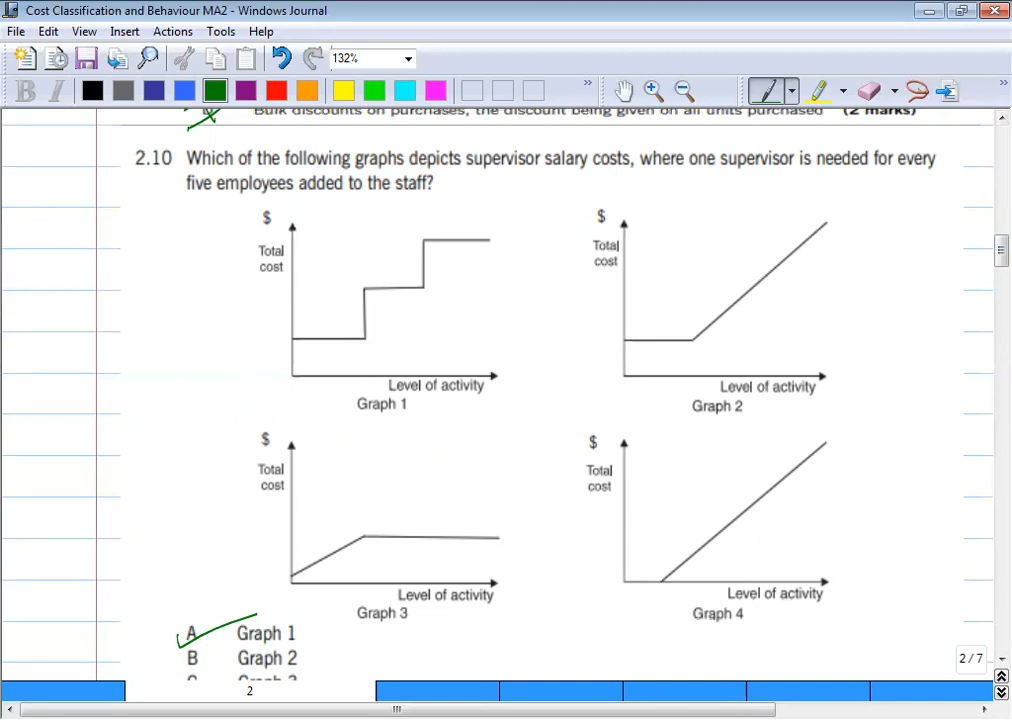 Cost Classification and Behaviour MA2 - Windows Journal
File Edit View Insert Actions Tools Help
132%
B I
Bulk discounts on purchases, the discount being given on all units purchased (2 marks)
2.10 Which of the following graphs depicts supervisor salary costs, where one supervisor is needed for every
five employees added to the staff?
$
Total
cost
Level of activity
Graph 1
$
Total
cost
Level of activity
Graph 2
$
Total
cost
Level of activity
Graph 3
$
Total
cost
Level of activity
Graph 4
A Graph 1
B Graph 2
2 / 7
2